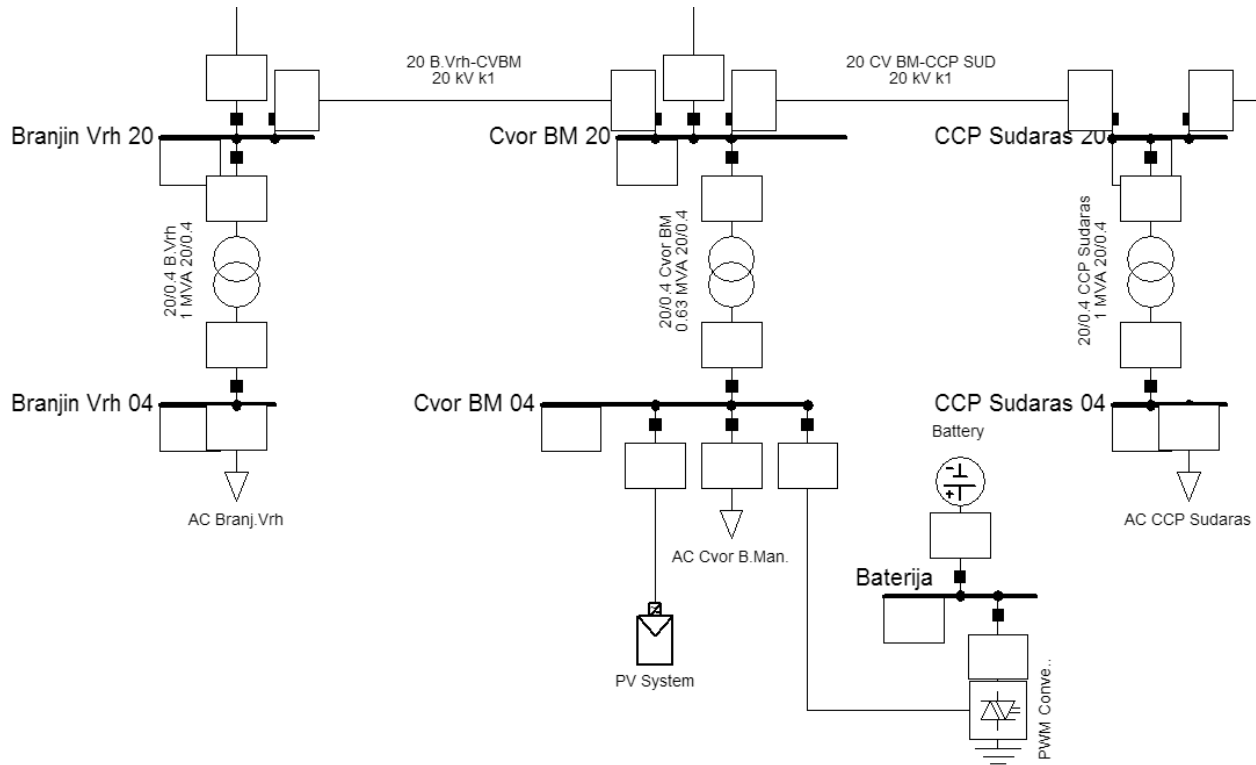 20 B.Vrh-CVBM
20 kV k1
20 CV BM-CCP SUD
20 kV k1
Branjin Vrh 20
Cvor BM 20
CCP Sudaras 20
20/0.4 B.Vrh
1 MVA 20/0.4
20/0.4 Cvor BM
0.63 MVA 20/0.4
20/0.4 CCP Sudaras
1 MVA 20/0.4
Branjin Vrh 04
Cvor BM 04
CCP Sudaras 04
Battery
AC Branj.Vrh
AC Cvor B.Man.
AC CCP Sudaras
Baterija
PV System
PWM Conve..